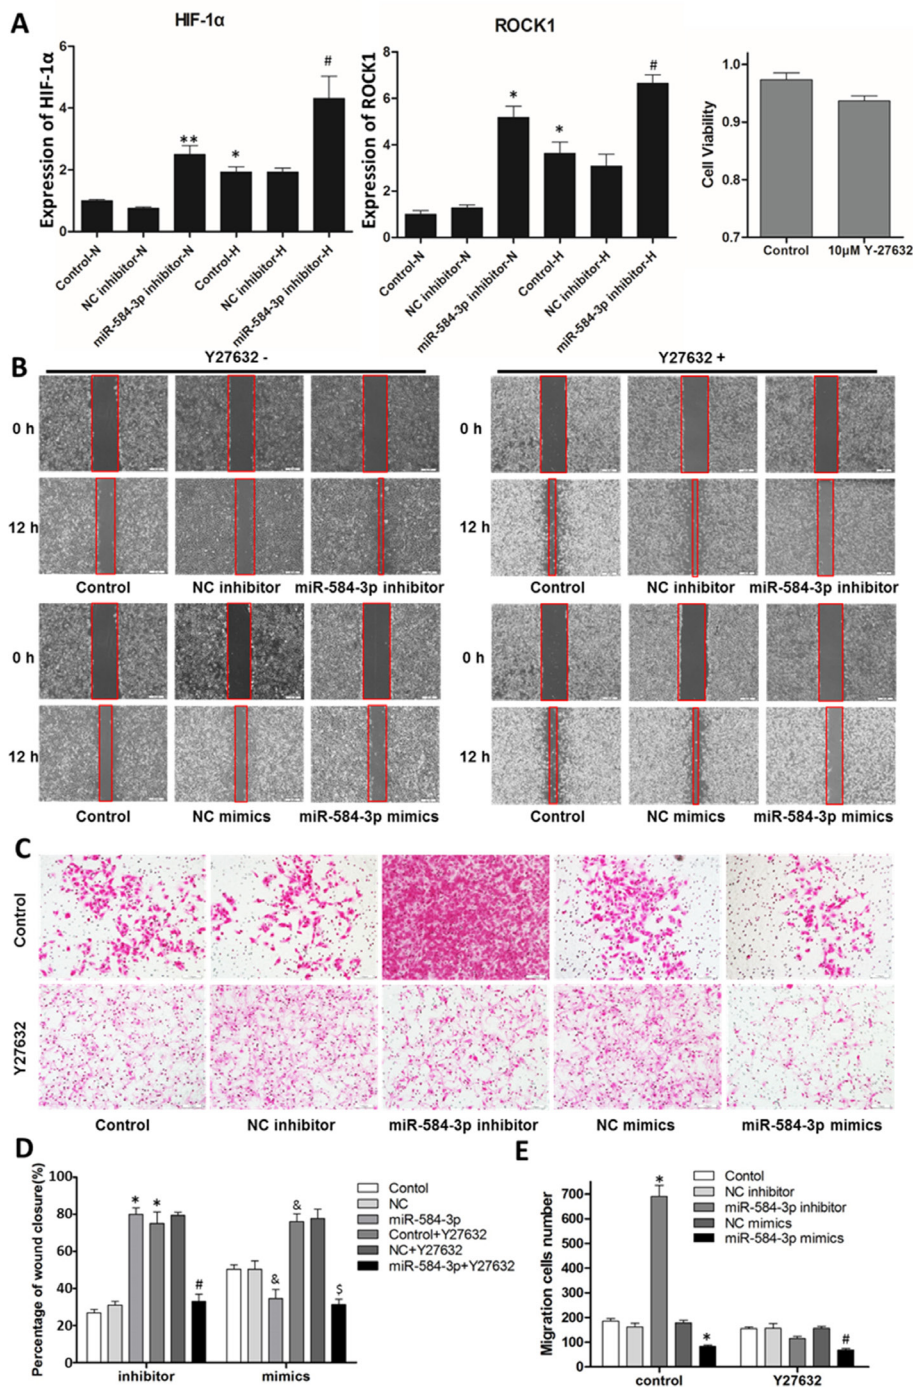 A
HIF-1α
Expression of HIF-1α
6
4
2
0
**
*
#
Control-N
NC inhibitor-N
miR-584-3p inhibitor-N
Control-H
NC inhibitor-H
miR-584-3p inhibitor-H
ROCK1
Expression of ROCK1
8
6
4
2
0
*
*
#
Control-N
NC inhibitor-N
miR-584-3p inhibitor-N
Control-H
NC inhibitor-H
miR-584-3p inhibitor-H
Cell Viability
1.0
0.9
0.8
0.7
Control
10μM Y-27632
B
Y27632 -
Y27632 +
0 h
0 h
12 h
12 h
Control
NC inhibitor
miR-584-3p inhibitor
Control
NC inhibitor
miR-584-3p inhibitor
0 h
0 h
12 h
12 h
Control
NC mimics
miR-584-3p mimics
Control
NC mimics
miR-584-3p mimics
C
Control
Y27632
Control
NC inhibitor
miR-584-3p inhibitor
NC mimics
miR-584-3p mimics
D
Percentage of wound closure(%)
100
80
60
40
20
0
*
*
#
&
&
$
inhibitor
mimics
Contol
NC
miR-584-3p
Control+Y27632
NC+Y27632
miR-584-3p+Y27632
E
Migration cells number
700
600
500
400
300
200
100
0
*
*
#
control
Y27632
Contol
NC inhibitor
miR-584-3p inhibitor
NC mimics
miR-584-3p mimics